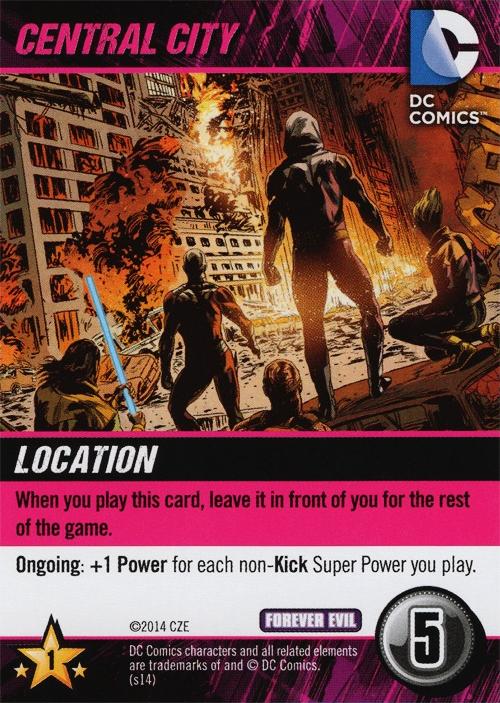 CENTRAL CITY
DC
DC
COMICS™
LOCATION
When you play this card, leave it in front of you for the rest
of the game.
Ongoing: +1 Power for each non-Kick Super Power you play.
©2014 CZE
FOREVER EVIL
5
1
DC Comics characters and all related elements
are trademarks of and © DC Comics.
(s14)